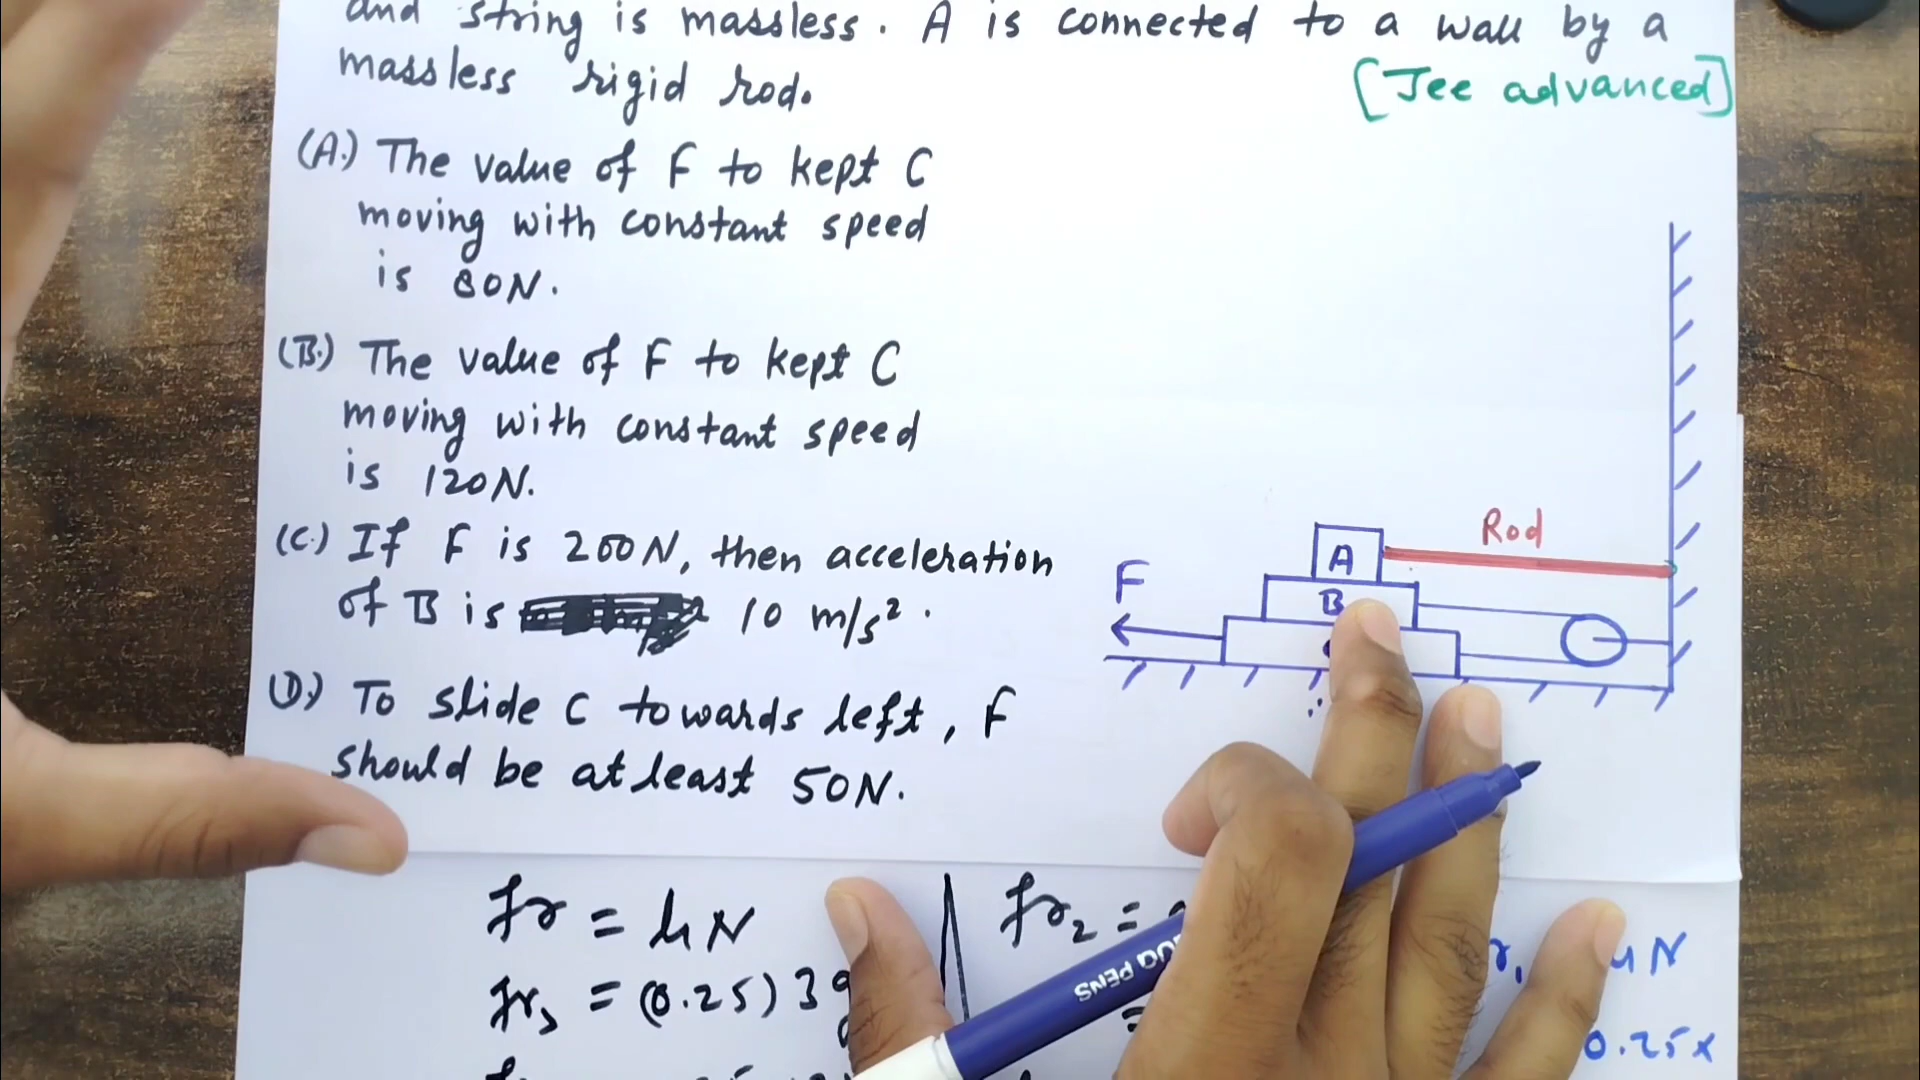 and string is massless. A is connected to a wall by a
massless rigid rod.
[Jee advanced]
(A.) The value of F to kept C
moving with constant speed
is 80N.
(B.) The value of F to kept C
moving with constant speed
is 120N.
(C.) If F is 200N, then acceleration
of B is 10 m/s².
(D.) To slide C towards left, F
should be at least 50N.
Rod
A
F
B
fr = μN
fr₂ =
μN
fr₃ = (0.25) 3g
0.25×
OUQ PENS